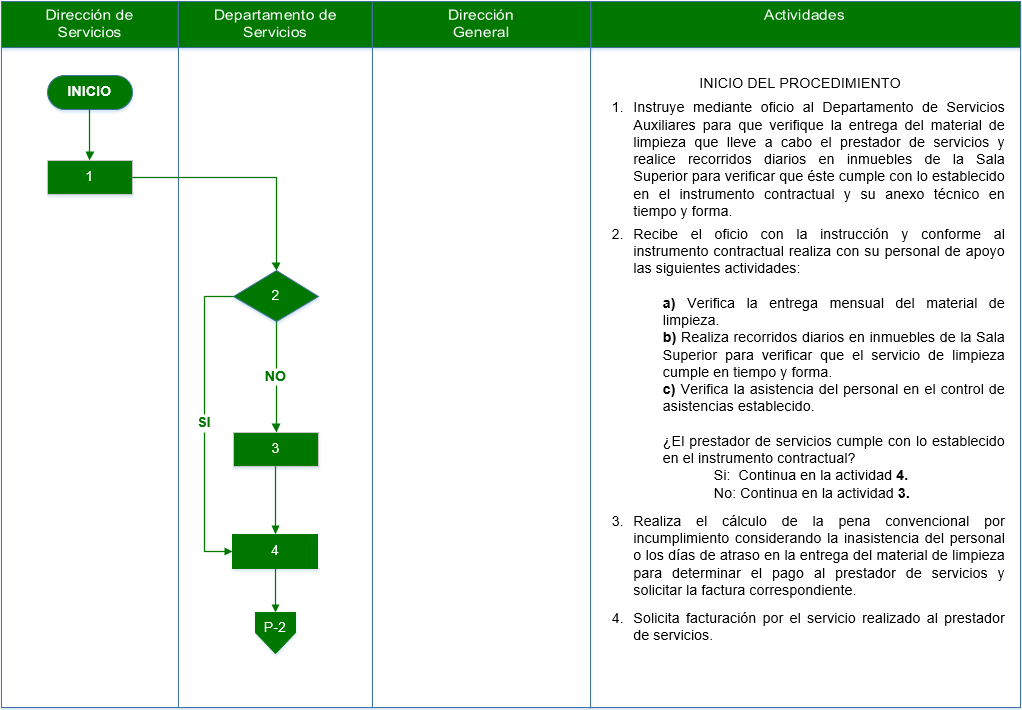 Dirección de
Servicios
Departamento de
Servicios
Dirección
General
Actividades
INICIO
1
2
NO
SI
3
4
P-2
INICIO DEL PROCEDIMIENTO
1. Instruye mediante oficio al Departamento de Servicios
Auxiliares para que verifique la entrega del material de
limpieza que lleve a cabo el prestador de servicios y
realice recorridos diarios en inmuebles de la Sala
Superior para verificar que éste cumple con lo establecido
en el instrumento contractual y su anexo técnico en
tiempo y forma.
2. Recibe el oficio con la instrucción y conforme al
instrumento contractual realiza con su personal de apoyo
las siguientes actividades:
a) Verifica la entrega mensual del material de
limpieza.
b) Realiza recorridos diarios en inmuebles de la Sala
Superior para verificar que el servicio de limpieza
cumple en tiempo y forma.
c) Verifica la asistencia del personal en el control de
asistencias establecido.
¿El prestador de servicios cumple con lo establecido
en el instrumento contractual?
Si: Continua en la actividad 4.
No: Continua en la actividad 3.
3. Realiza el cálculo de la pena convencional por
incumplimiento considerando la inasistencia del personal
o los días de atraso en la entrega del material de limpieza
para determinar el pago al prestador de servicios y
solicitar la factura correspondiente.
4. Solicita facturación por el servicio realizado al prestador
de servicios.